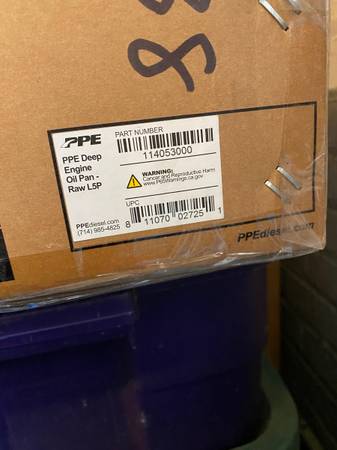 88
PPE
PPE Deep
Engine
Oil Pan -
Raw L5P
PPEdiesel.com
(714) 985-4825
PART NUMBER
114053000
WARNING:
Cancer and Reproductive Harm
www.P65Warnings.ca.gov
UPC
8 11070 02725 1
PPEdiesel.com